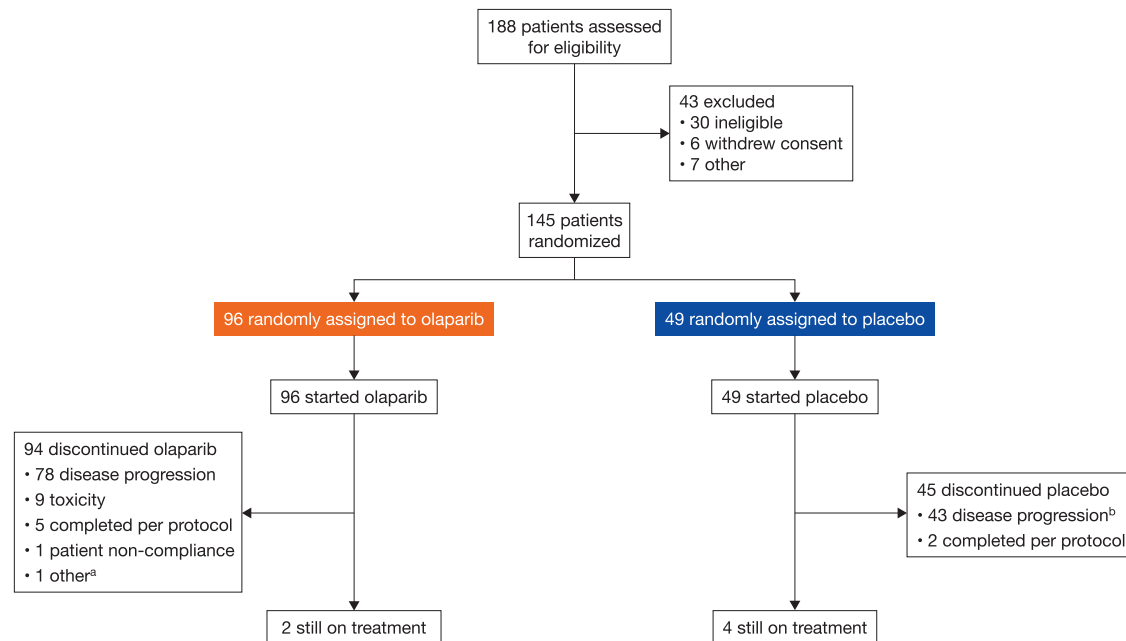 188 patients assessed
for eligibility
43 excluded
• 30 ineligible
• 6 withdrew consent
• 7 other
145 patients
randomized
96 randomly assigned to olaparib
49 randomly assigned to placebo
96 started olaparib
49 started placebo
94 discontinued olaparib
• 78 disease progression
• 9 toxicity
• 5 completed per protocol
• 1 patient non-compliance
• 1 otherᵃ
45 discontinued placebo
• 43 disease progressionᵇ
• 2 completed per protocol
2 still on treatment
4 still on treatment